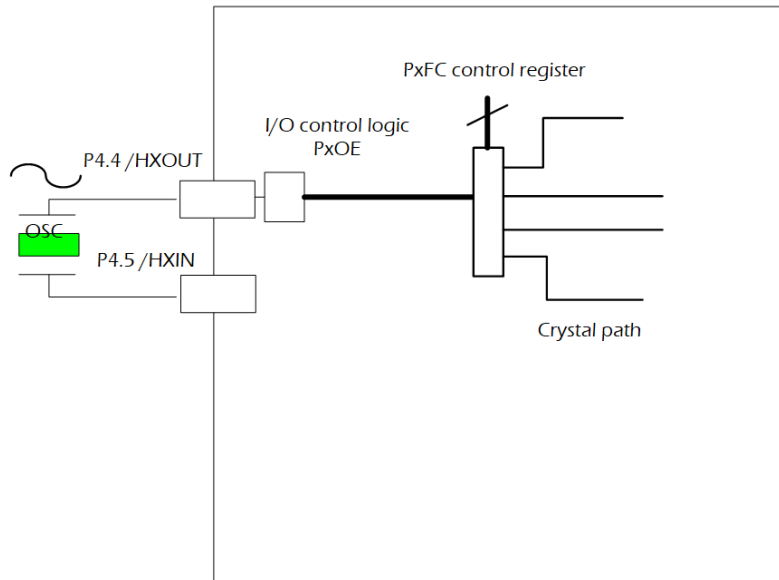 PxFC control register
I/O control logic
PxOE
P4.4 /HXOUT
OSC
P4.5 /HXIN
Crystal path